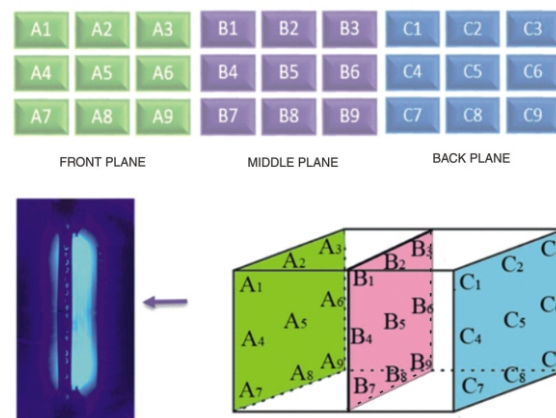 A1 A2 A3 B1 B2 B3 C1 C2 C3
A4 A5 A6 B4 B5 B6 C4 C5 C6
A7 A8 A9 B7 B8 B9 C7 C8 C9
FRONT PLANE MIDDLE PLANE BACK PLANE
A3 B3 C
A2 B2 C2
A1 B1 C1
A6 B6 C
A5 B5 C5
A4 B4 C4
A9 B9 C
A8 B8 C8
A7 B7 C7